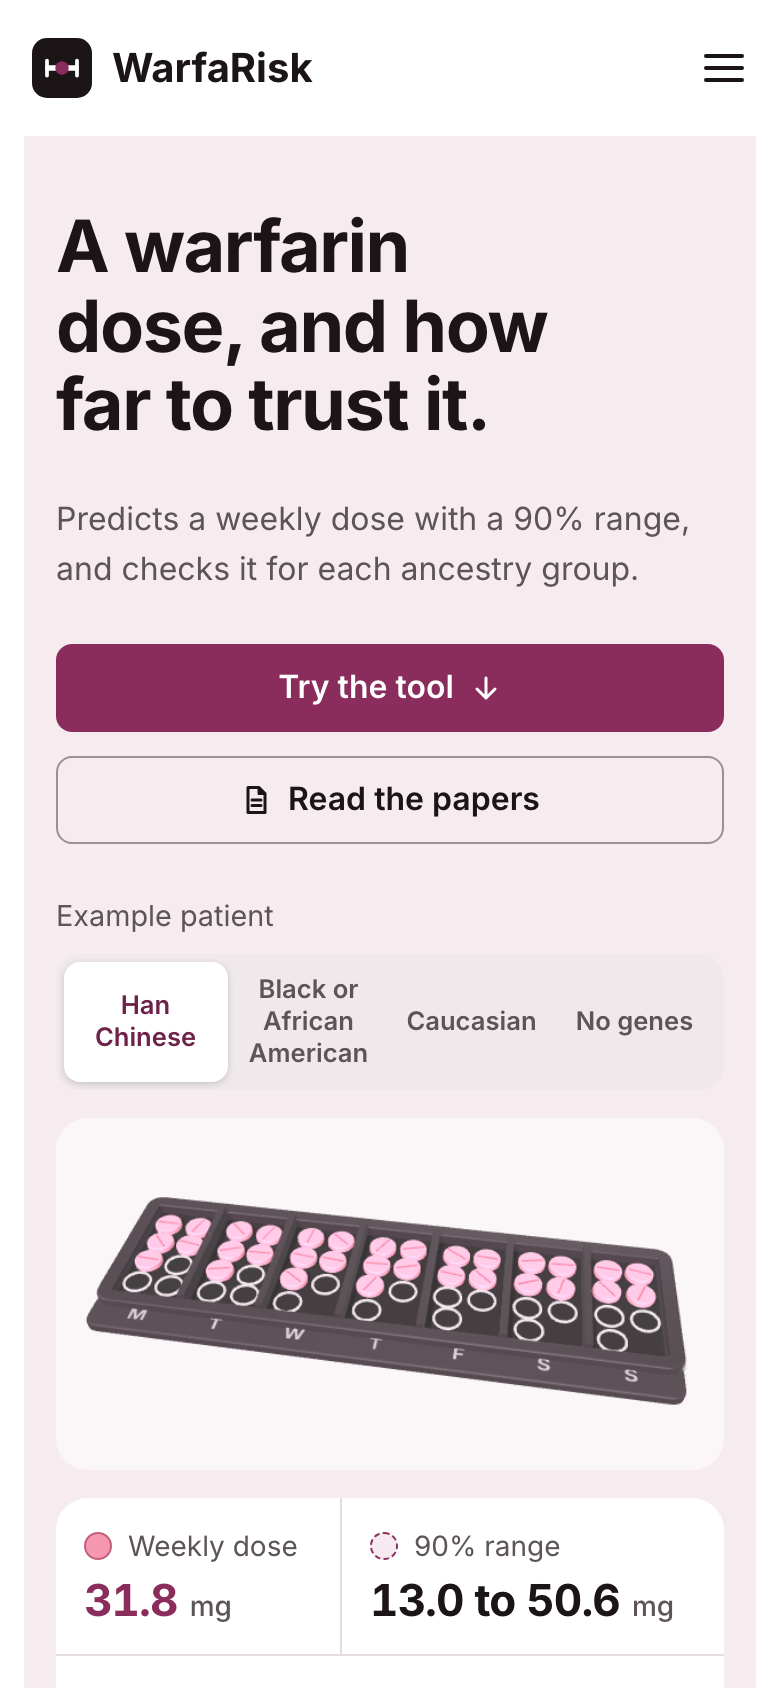 WarfaRisk
A warfarin
dose, and how
far to trust it.
Predicts a weekly dose with a 90% range,
and checks it for each ancestry group.
Try the tool
Read the papers
Example patient
Han
Chinese
Black or
African
American
Caucasian
No genes
M T W T F S S
Weekly dose
31.8 mg
90% range
13.0 to 50.6 mg